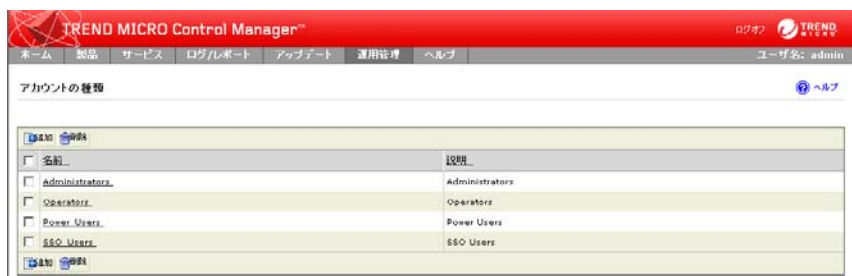 TREND MICRO Control Manager™
ログオフ TREND MICRO
ホーム 製品 サービス ログ/レポート アップデート 運用管理 ヘルプ ユーザ名: admin
アカウントの種類 ヘルプ
追加 削除
名前 説明
Administrators Administrators
Operators Operators
Power Users Power Users
SSO Users SSO Users
追加 削除